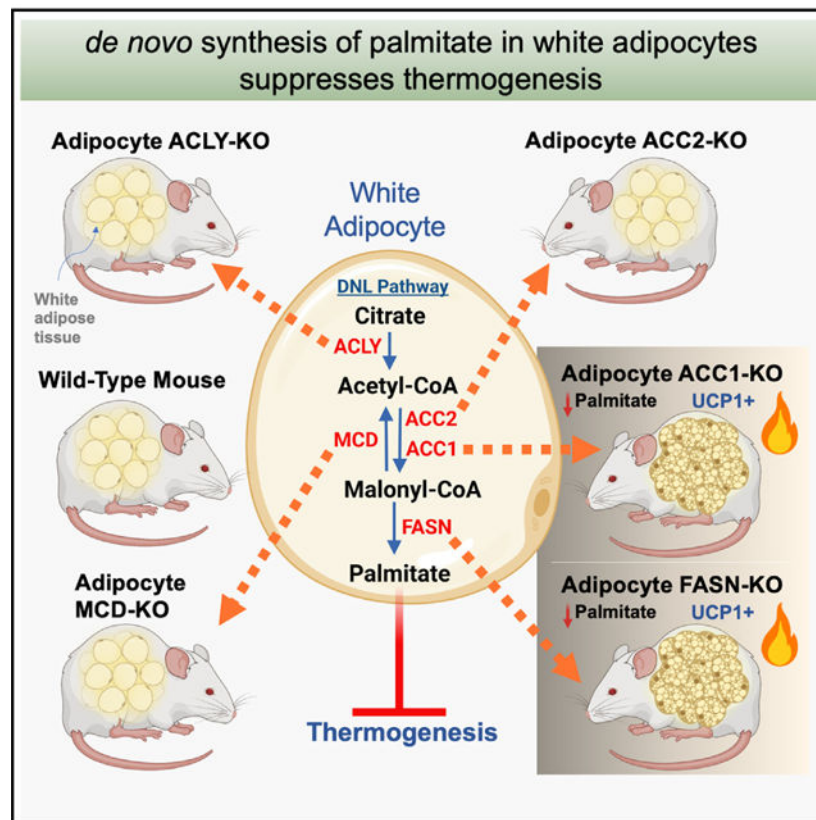 de novo synthesis of palmitate in white adipocytes
suppresses thermogenesis
Adipocyte ACLY-KO
Adipocyte ACC2-KO
White
Adipocyte
White
adipose
tissue
DNL Pathway
Citrate
ACLY
Acetyl-CoA
Wild-Type Mouse
Adipocyte ACC1-KO
↓ Palmitate UCP1+
ACC2
MCD
ACC1
Malonyl-CoA
FASN
Palmitate
Adipocyte
MCD-KO
Adipocyte FASN-KO
↓ Palmitate UCP1+
Thermogenesis